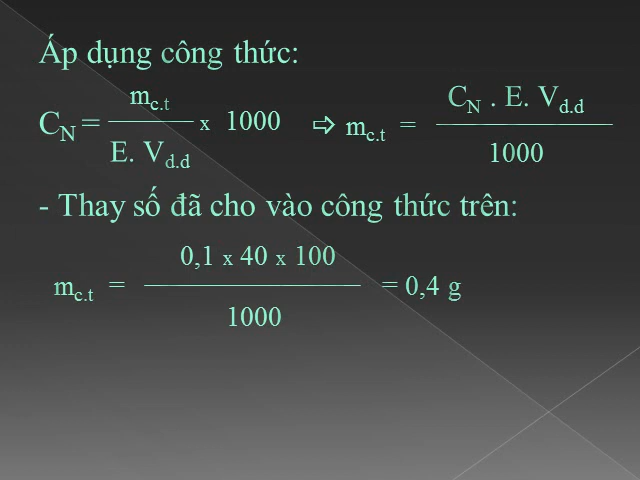 Áp dụng công thức:
m_c.t C_N . E. V_d.d
C_N = x 1000 ⇨ m_c.t =
E. V_d.d 1000
- Thay số đã cho vào công thức trên:
0,1 x 40 x 100
m_c.t = = 0,4 g
1000